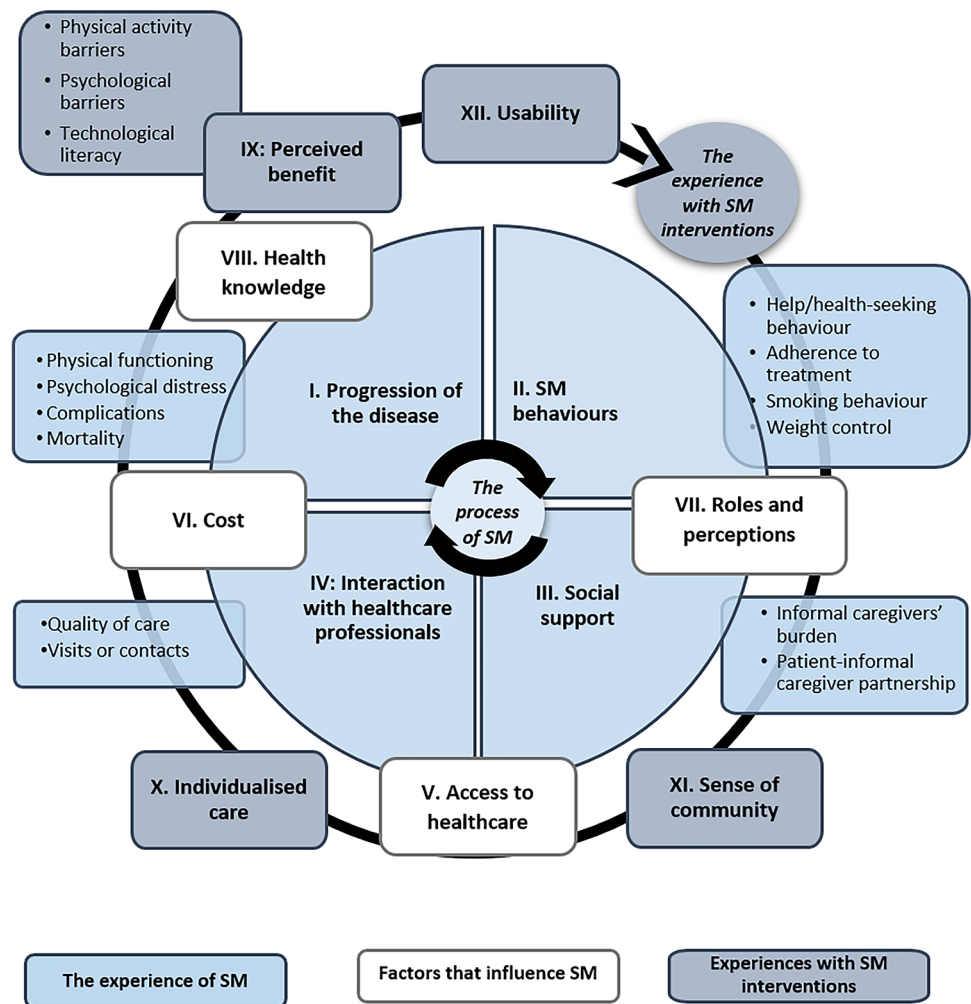 • Physical activity
barriers
• Psychological
barriers
• Technological
literacy
IX: Perceived
benefit
XII. Usability
The
experience
with SM
interventions
VIII. Health
knowledge
• Help/health-seeking
behaviour
• Adherence to
treatment
• Smoking behaviour
• Weight control
•Physical functioning
•Psychological distress
•Complications
•Mortality
I. Progression of
the disease
II. SM
behaviours
The
process
of SM
VI. Cost
VII. Roles and
perceptions
IV: Interaction
with healthcare
professionals
III. Social
support
•Quality of care
•Visits or contacts
• Informal caregivers’
burden
• Patient-informal
caregiver partnership
X. Individualised
care
V. Access to
healthcare
XI. Sense of
community
The experience of SM
Factors that influence SM
Experiences with SM
interventions